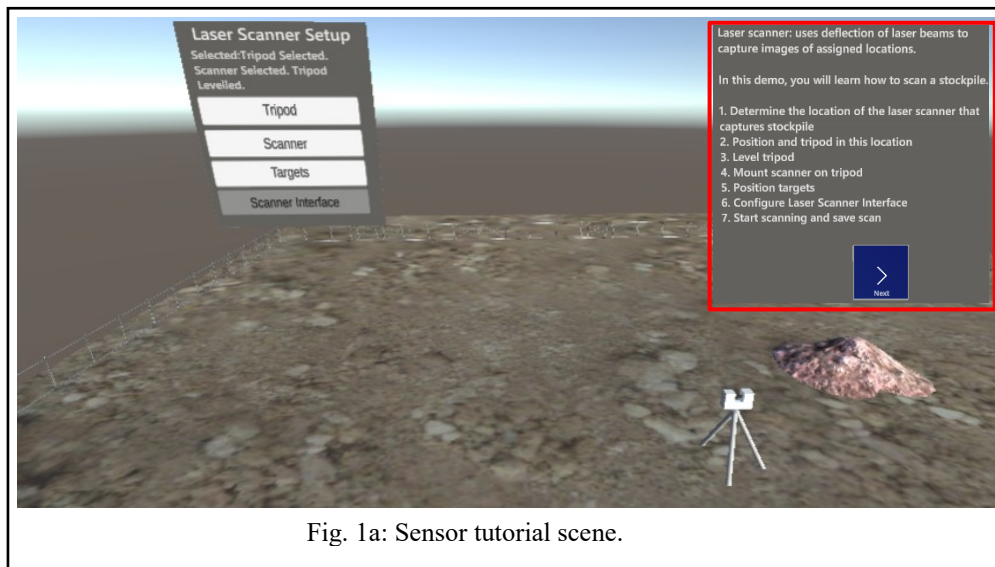 Laser Scanner Setup
Selected:Tripod Selected.
Scanner Selected. Tripod
Levelled.
Tripod
Scanner
Targets
Scanner Interface
Laser scanner: uses deflection of laser beams to
capture images of assigned locations.
In this demo, you will learn how to scan a stockpile.
1. Determine the location of the laser scanner that
captures stockpile
2. Position and tripod in this location
3. Level tripod
4. Mount scanner on tripod
5. Position targets
6. Configure Laser Scanner Interface
7. Start scanning and save scan
Next
Fig. 1a: Sensor tutorial scene.